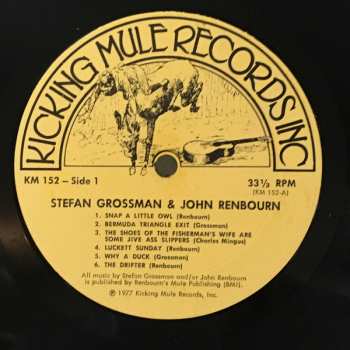 KICKING MULE RECORDS INC
KM 152 – Side 1
33⅓ RPM
(KM 152-A)
STEFAN GROSSMAN & JOHN RENBOURN
1. SNAP A LITTLE OWL (Renbourn)
2. BERMUDA TRIANGLE EXIT (Grossman)
3. THE SHOES OF THE FISHERMAN'S WIFE ARE
SOME JIVE ASS SLIPPERS (Charles Mingus)
4. LUCKETT SUNDAY (Renbourn)
5. WHY A DUCK (Grossman)
6. THE DRIFTER (Renbourn)
All music by Stefan Grossman and/or John Renbourn
is published by Renbourn's Mule Publishing (BMI).
℗ 1977 Kicking Mule Records, Inc.